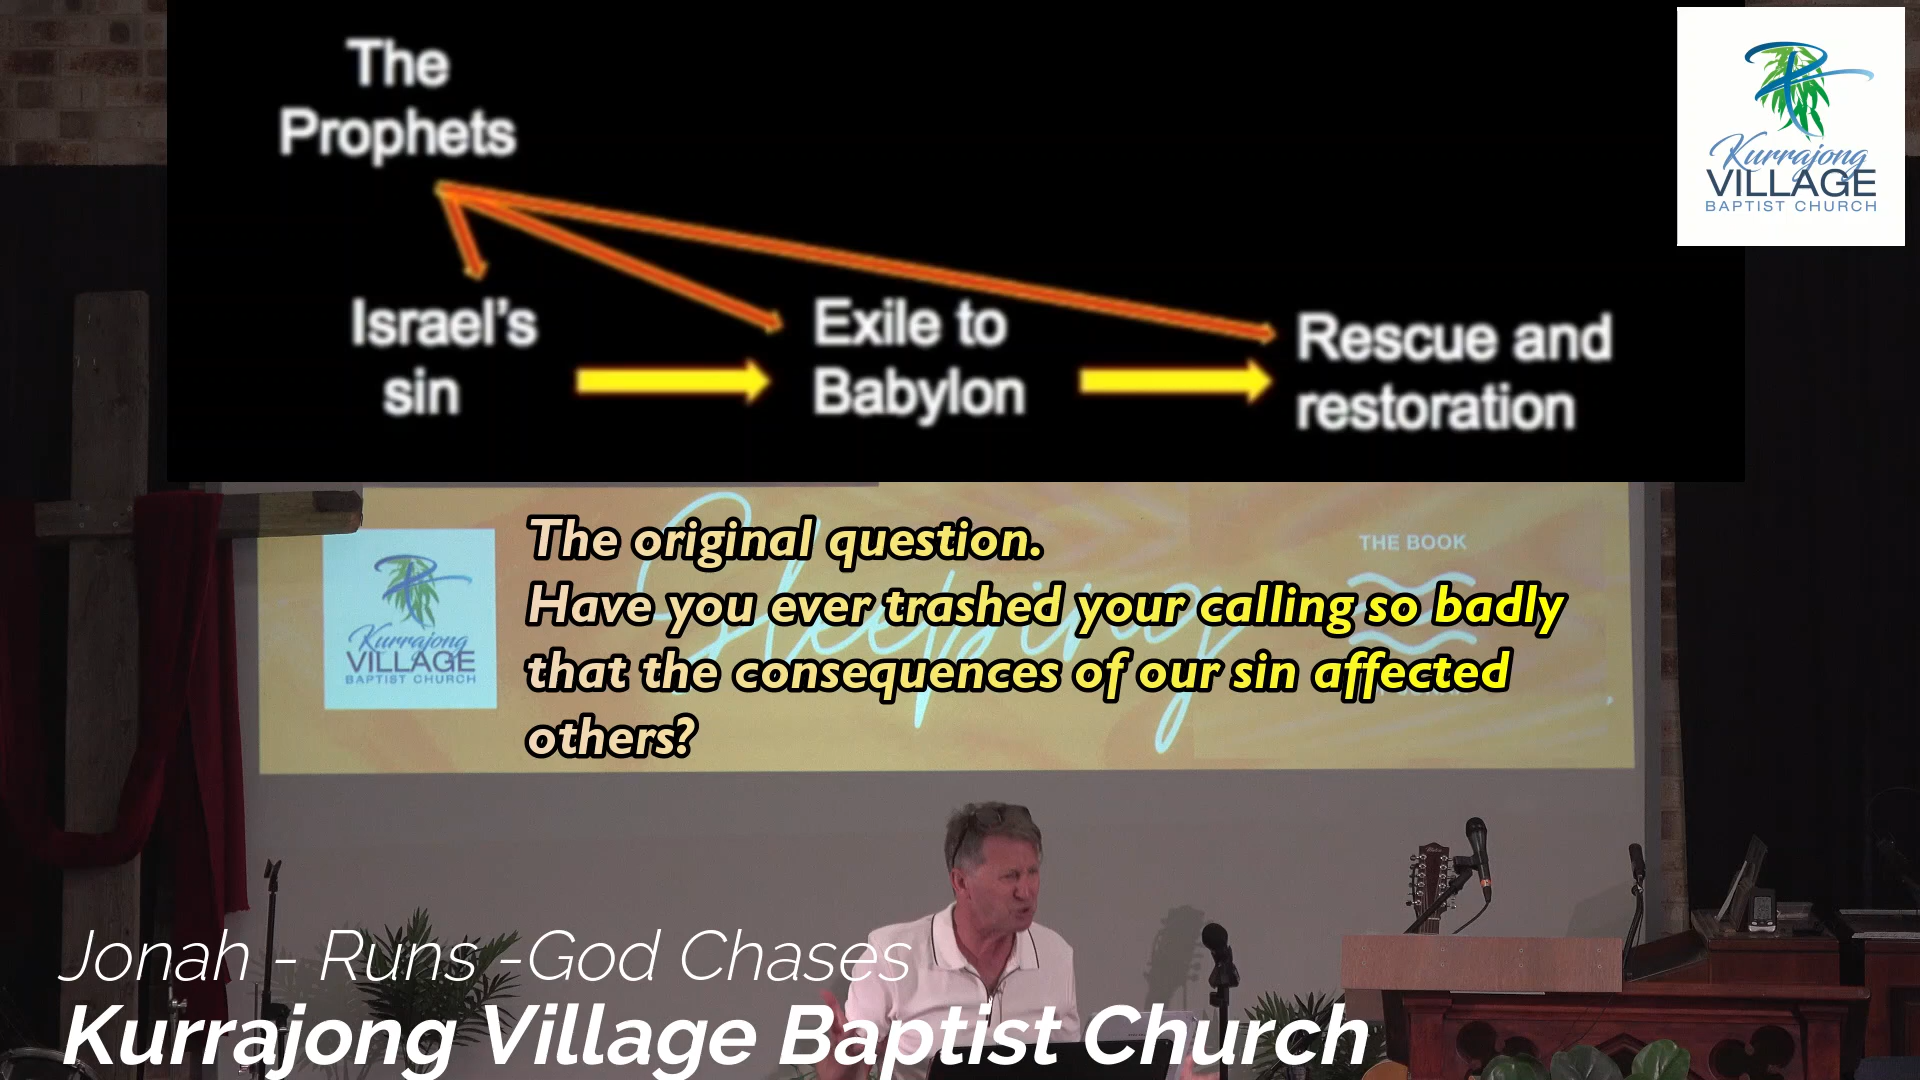 The
Prophets
Israel's
sin
Exile to
Babylon
Rescue and
restoration
Kurrajong
VILLAGE
BAPTIST CHURCH
Sleeping
THE BOOK
Kurrajong
VILLAGE
BAPTIST CHURCH
The original question.
Have you ever trashed your calling so badly
that the consequences of our sin affected
others?
Jonah - Runs -God Chases
Kurrajong Village Baptist Church